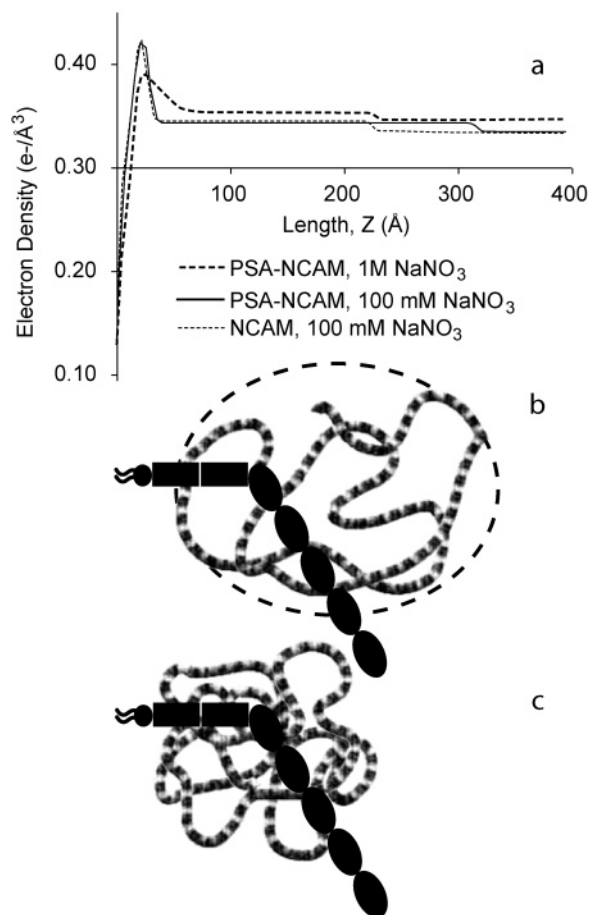 a
0.40
0.30
0.20
0.10
Electron Density (e-/Å³)
100 200 300 400
Length, Z (Å)
PSA-NCAM, 1M NaNO₃
PSA-NCAM, 100 mM NaNO₃
NCAM, 100 mM NaNO₃
b
c